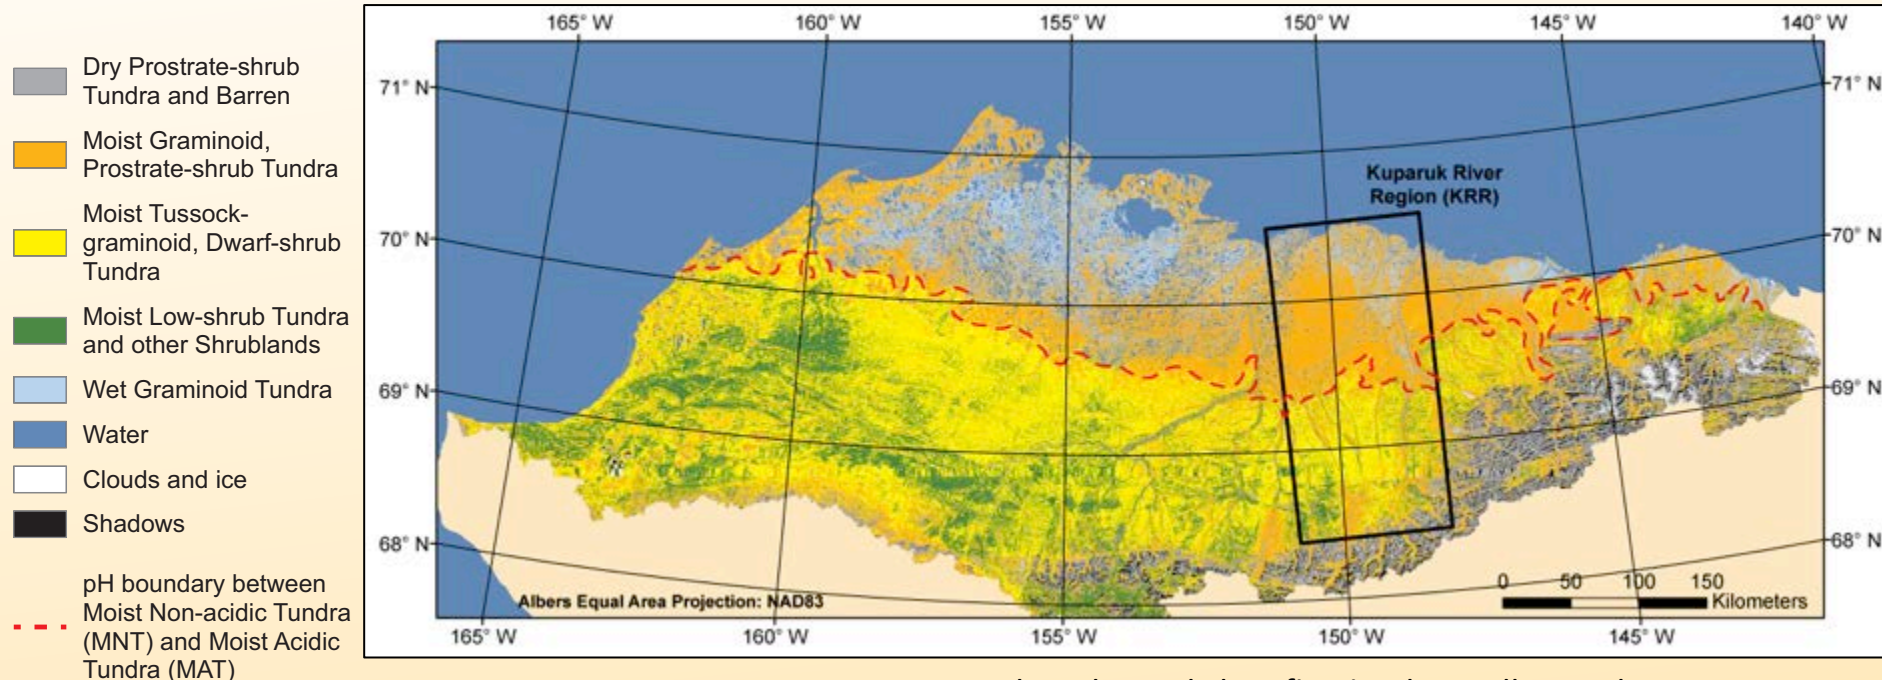 Dry Prostrate-shrub
Tundra and Barren
Moist Graminoid,
Prostrate-shrub Tundra
Moist Tussock-
graminoid, Dwarf-shrub
Tundra
Moist Low-shrub Tundra
and other Shrublands
Wet Graminoid Tundra
Water
Clouds and ice
Shadows
pH boundary between
Moist Non-acidic Tundra
(MNT) and Moist Acidic
Tundra (MAT)
165° W 160° W 155° W 150° W 145° W 140° W
71° N 71° N
Kuparuk River
Region (KRR)
70° N 70° N
69° N 69° N
68° N 68° N
0 50 100 150
Kilometers
Albers Equal Area Projection: NAD83
165° W 160° W 155° W 150° W 145° W